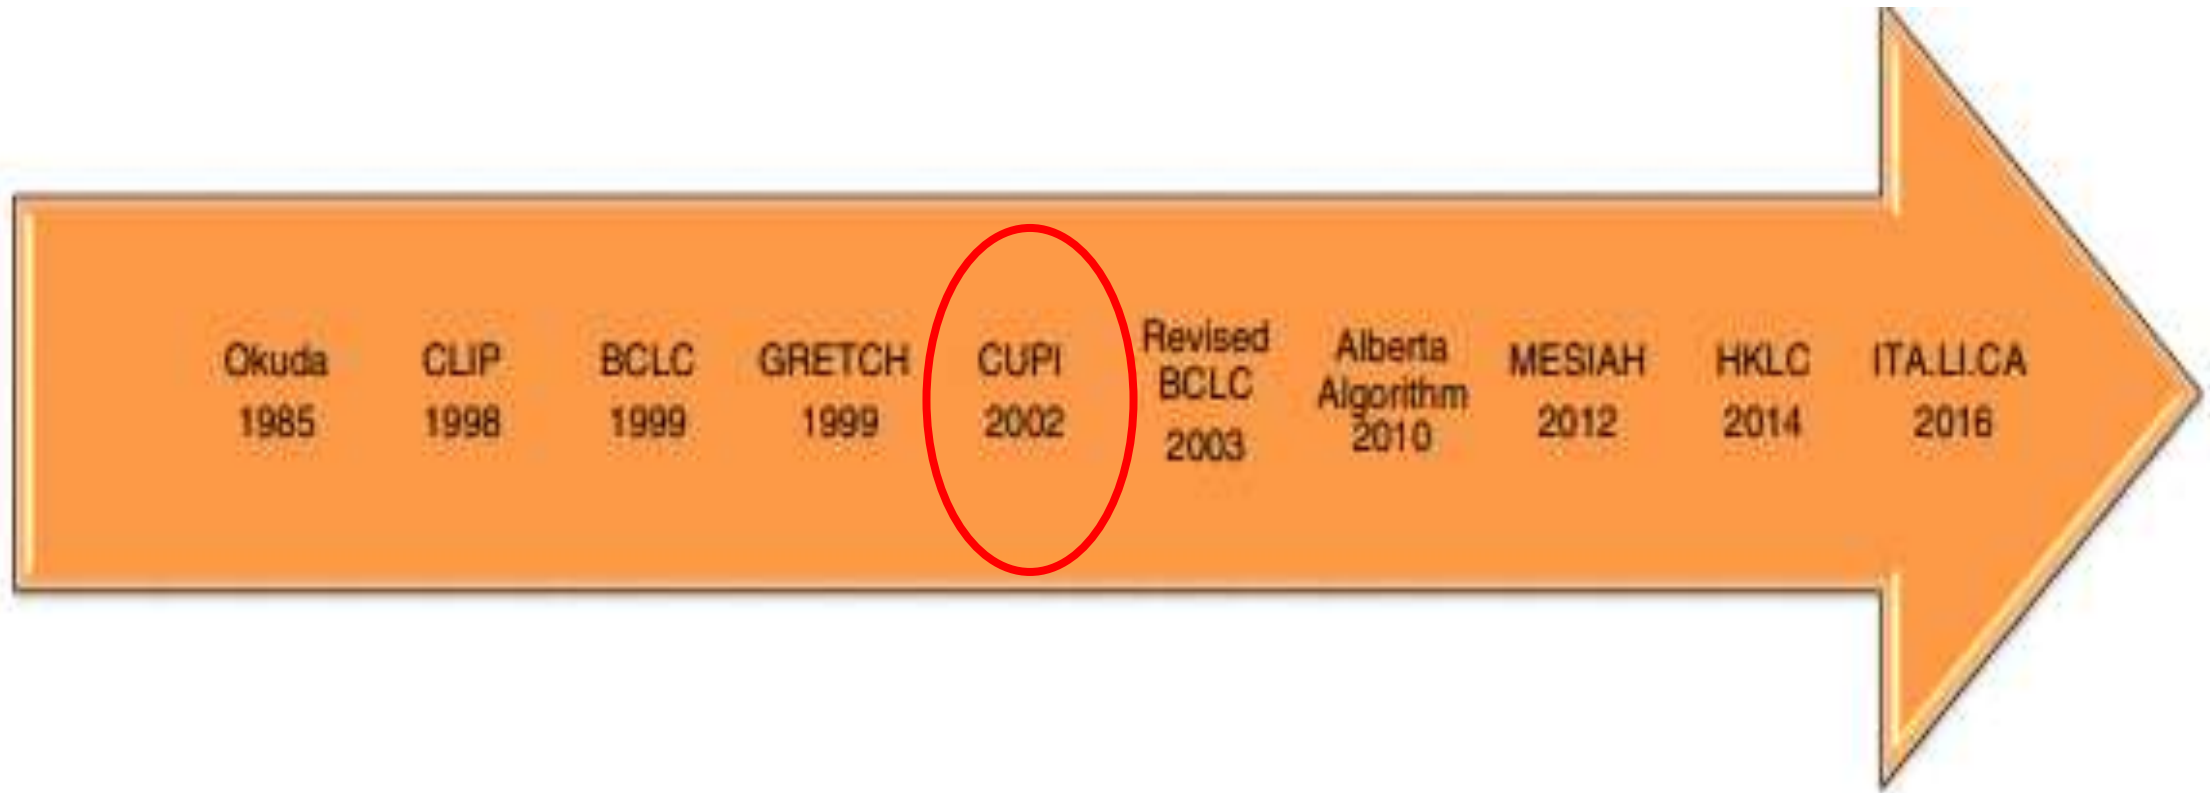 Okuda
1985
CLIP
1998
BCLC
1999
GRETCH
1999
CUPI
2002
Revised
BCLC
2003
Alberta
Algorithm
2010
MESIAH
2012
HKLC
2014
ITA.LI.CA
2016